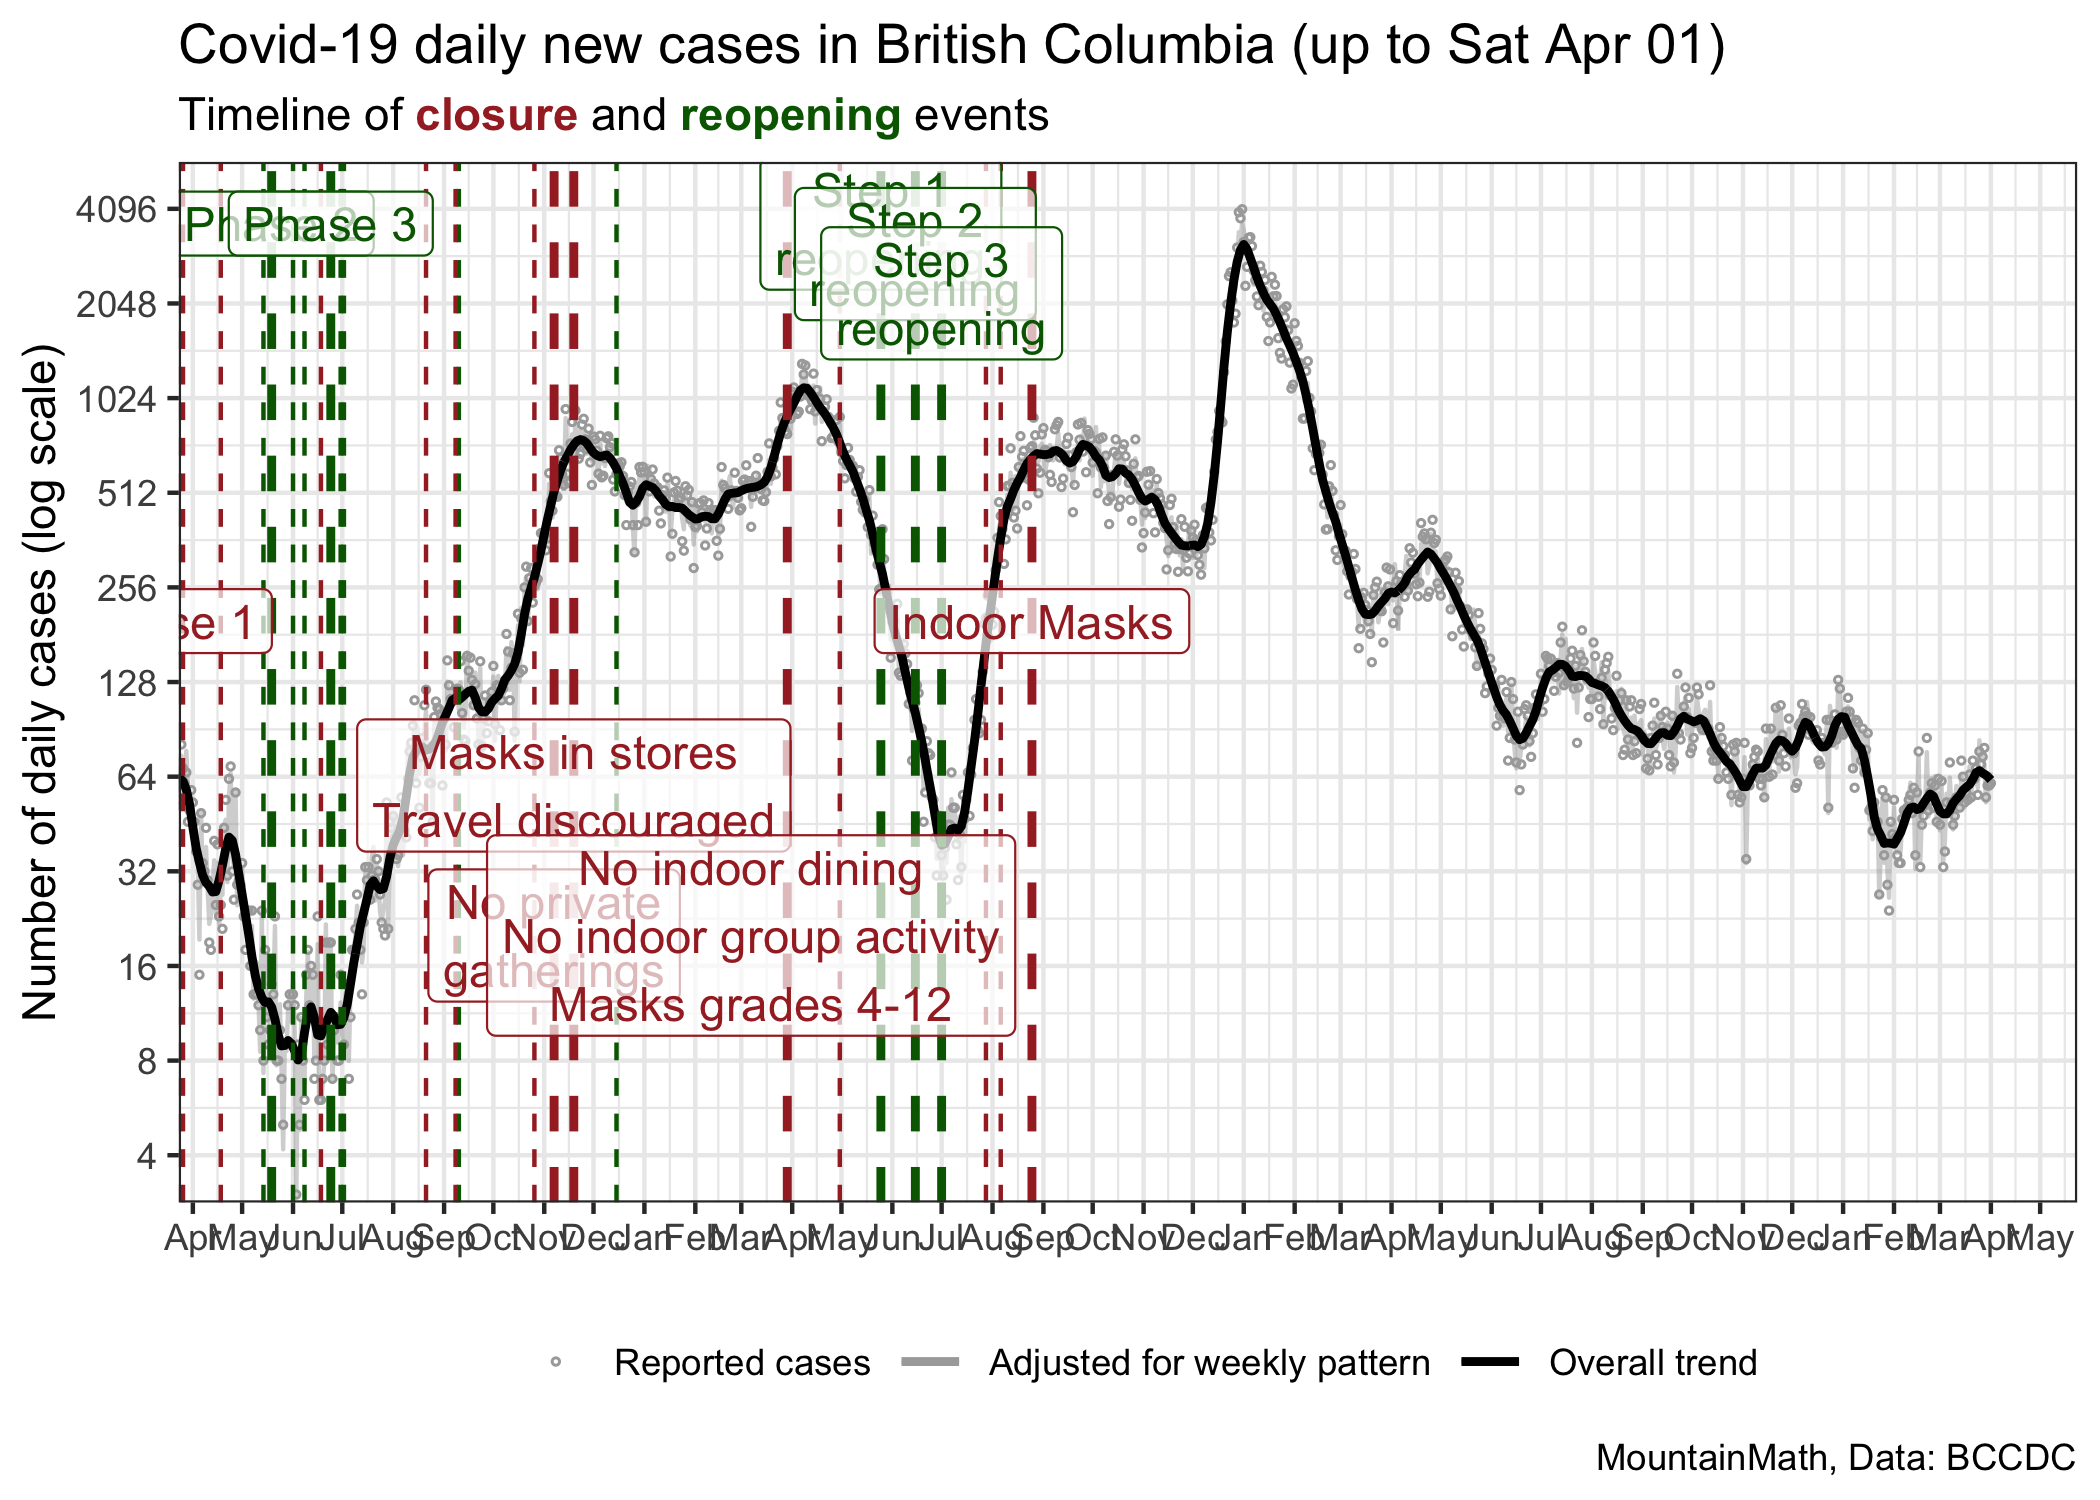 Covid-19 daily new cases in British Columbia (up to Sat Apr 01)
Timeline of closure and reopening events
Number of daily cases (log scale)
4096
2048
1024
512
256
128
64
32
16
8
4
Phase 2
Phase 3
Step 1
reopening
Step 2
reopening
Step 3
reopening
se 1
Indoor Masks
Masks in stores
Travel discouraged
No private
gatherings
No indoor dining
No indoor group activity
Masks grades 4-12
Apr May Jun Jul Aug Sep Oct Nov Dec Jan Feb Mar Apr May Jun Jul Aug Sep Oct Nov Dec Jan Feb Mar Apr May Jun Jul Aug Sep Oct Nov Dec Jan Feb Mar Apr May
Reported cases Adjusted for weekly pattern Overall trend
MountainMath, Data: BCCDC